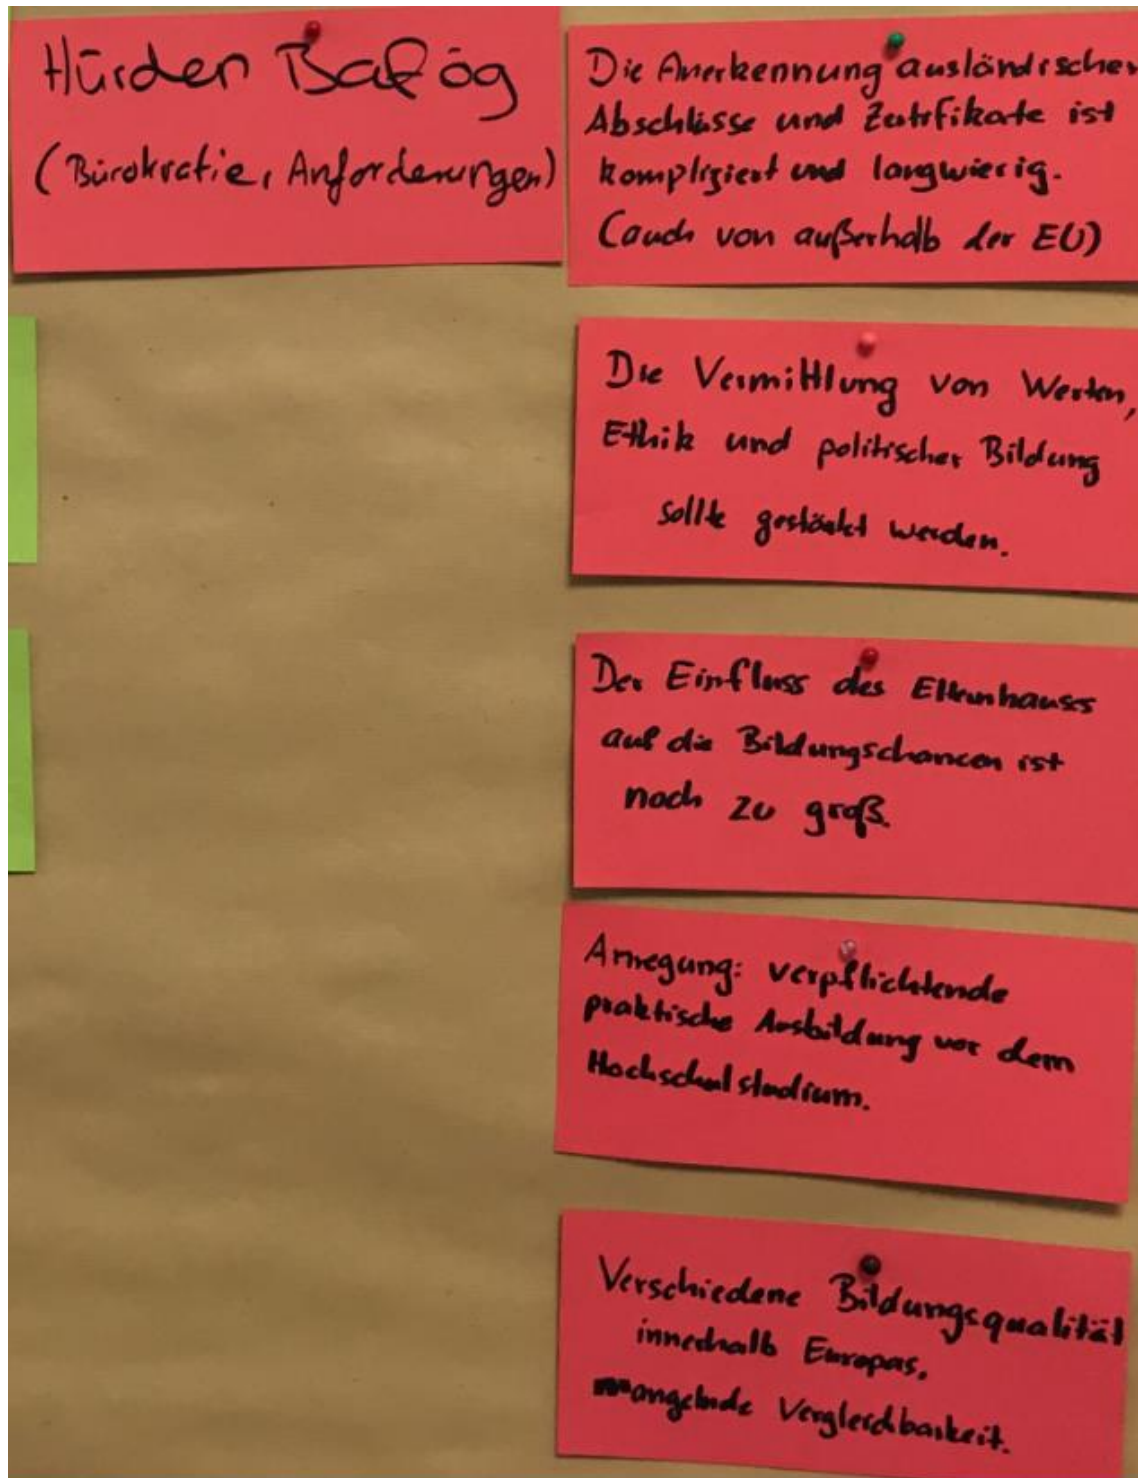 Hürden Bafög
(Bürokratie, Anforderungen)
Die Anerkennung ausländischer
Abschlüsse und Zertifikate ist
kompliziert und langwierig.
(auch von außerhalb der EU)
Die Vermittlung von Werten,
Ethik und politischer Bildung
sollte gestärkt werden.
Der Einfluss des Elternhauses
auf die Bildungschancen ist
noch zu groß.
Anregung: verpflichtende
praktische Ausbildung vor dem
Hochschulstudium.
Verschiedene Bildungsqualität
innerhalb Europas,
mangelnde Vergleichbarkeit.